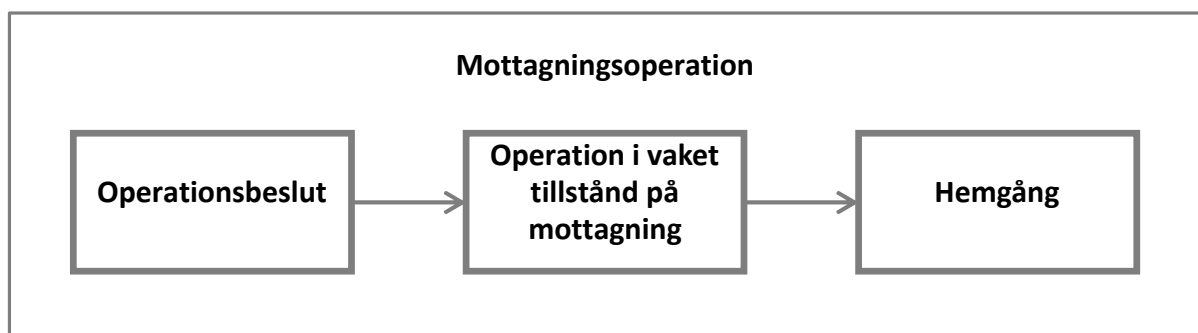 Mottagningsoperation
Operationsbeslut
Operation i vaket
tillstånd på
mottagning
Hemgång